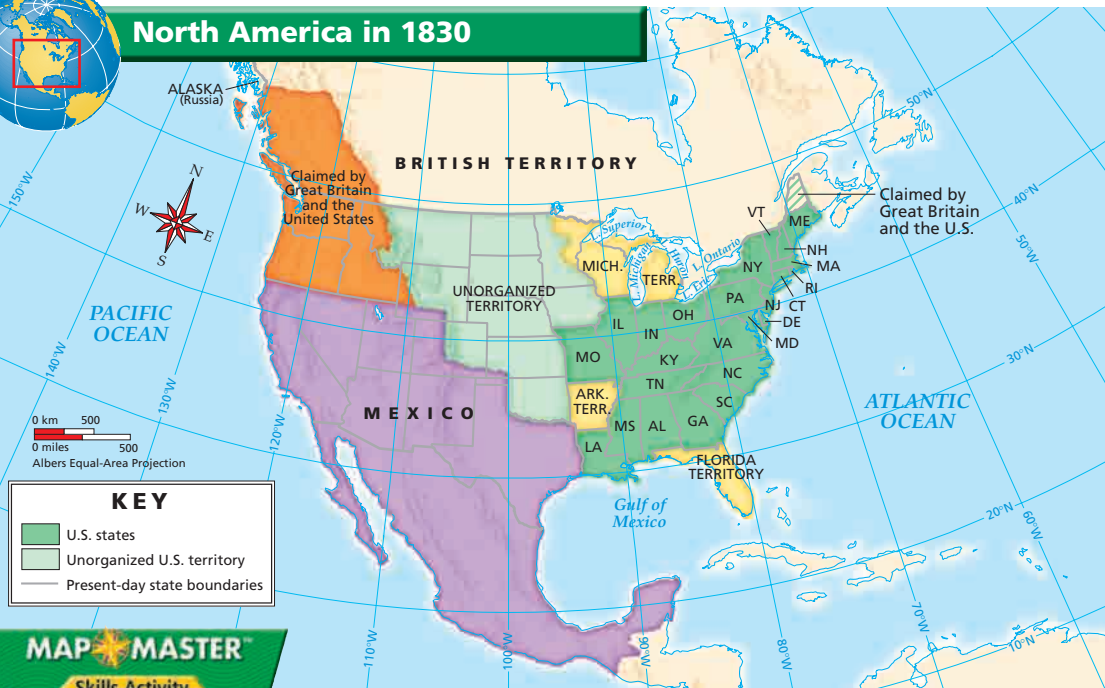 North America in 1830
ALASKA
(Russia)
BRITISH TERRITORY
Claimed by
Great Britain
and the
United States
Claimed by
Great Britain
and the U.S.
UNORGANIZED
TERRITORY
MEXICO
PACIFIC
OCEAN
ATLANTIC
OCEAN
Gulf of
Mexico
L. Superior
L. Michigan
L. Huron
L. Ontario
L. Erie
MICH.
TERR.
ARK.
TERR.
FLORIDA
TERRITORY
VT
ME
NH
MA
RI
CT
NJ
DE
MD
NY
PA
OH
IN
IL
MO
KY
VA
NC
TN
SC
GA
AL
MS
LA
N
W
E
S
150°W
140°W
130°W
120°W
110°W
100°W
90°W
80°W
70°W
60°W
50°W
50°N
40°N
30°N
20°N
10°N
0 km 500
0 miles 500
Albers Equal-Area Projection
KEY
U.S. states
Unorganized U.S. territory
Present-day state boundaries
MAP MASTER™
Skills Activity